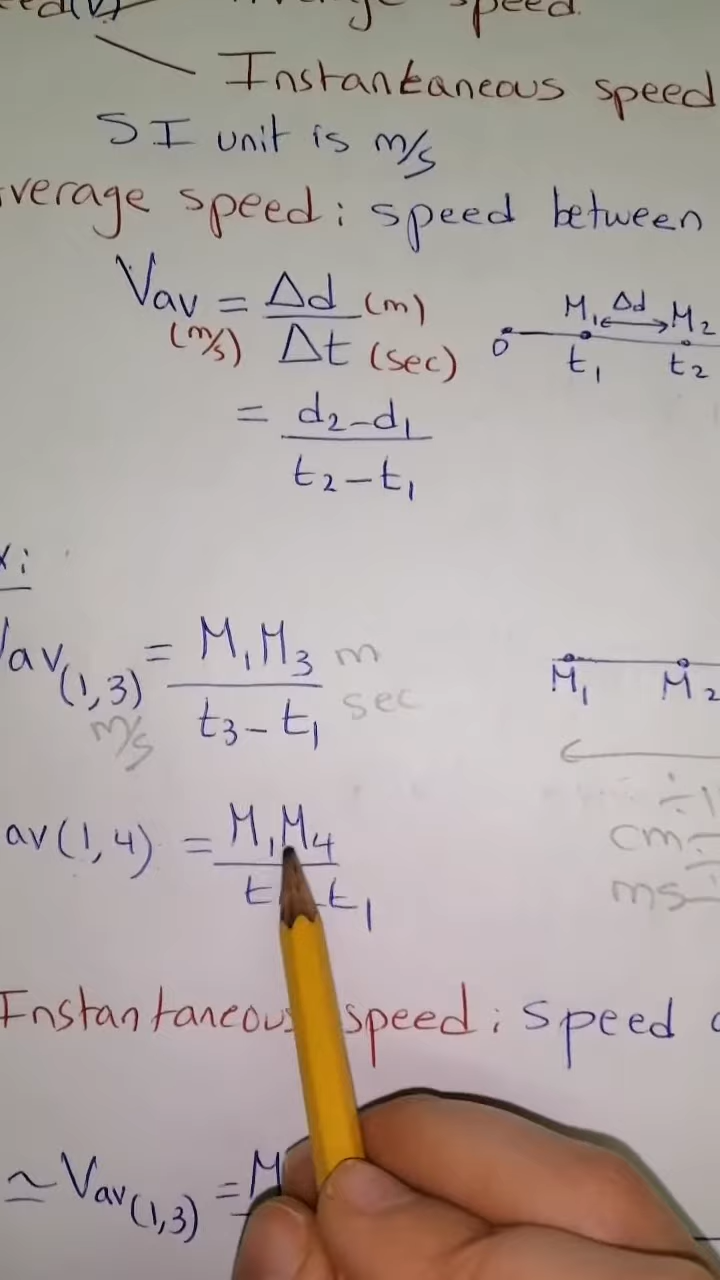 speed
Instantaneous speed
SI unit is m/s
verage speed: speed between
Vav = Δd (m)
(m/s) Δt (sec)
M1 Δd M2
0 t1 t2
= d2-d1
t2-t1
x:
Vav(1,3) = M1M3 m
m/s t3-t1 sec
M1 M2
av(1,4) = M1M4
t t1
÷1
cm÷
ms÷
Instantaneous speed: speed
≃ Vav(1,3) = M